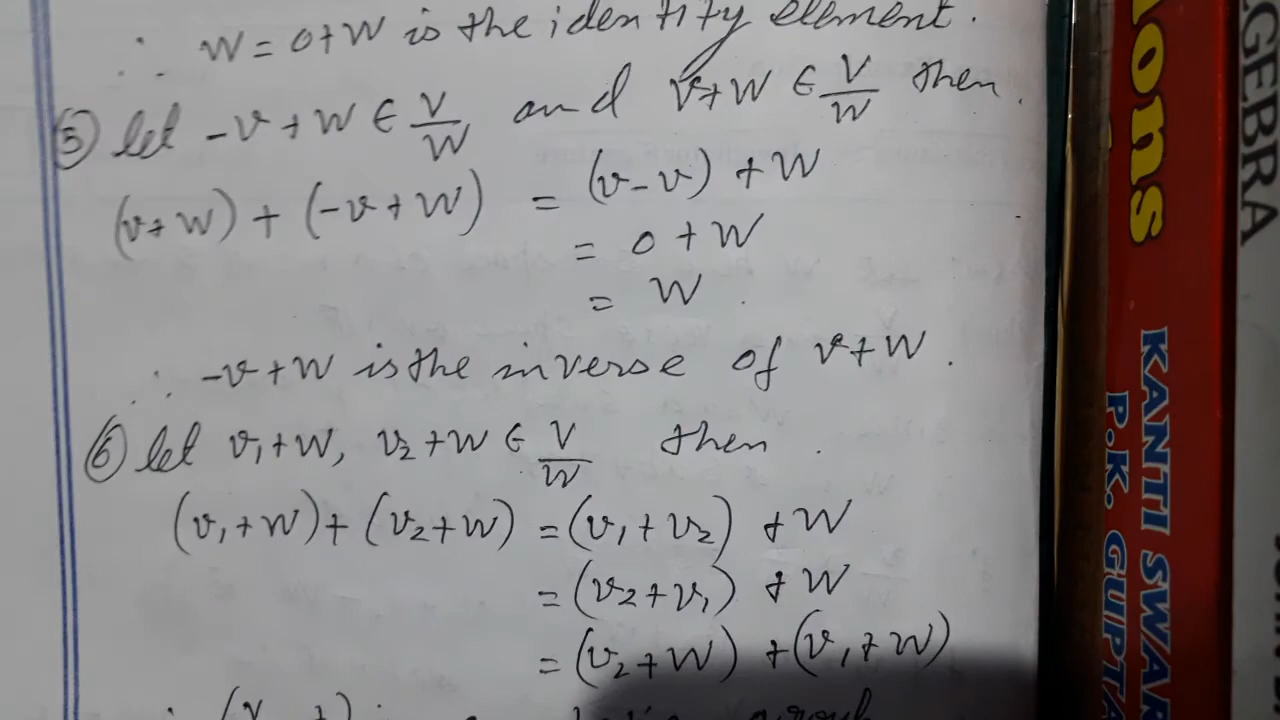 ∴ W = 0+W is the identity element.
⑤ let -v+W ∈ V/W and v+W ∈ V/W then.
(v+W) + (-v+W) = (v-v) + W
= 0 + W
= W.
∴ -v+W is the inverse of v+W.
⑥ let v₁+W, v₂+W ∈ V/W then.
(v₁+W) + (v₂+W) = (v₁+v₂) + W
= (v₂+v₁) + W
= (v₂+W) + (v₁+W)
KANTI SWAR
P.K. GUPTA
GEBRA